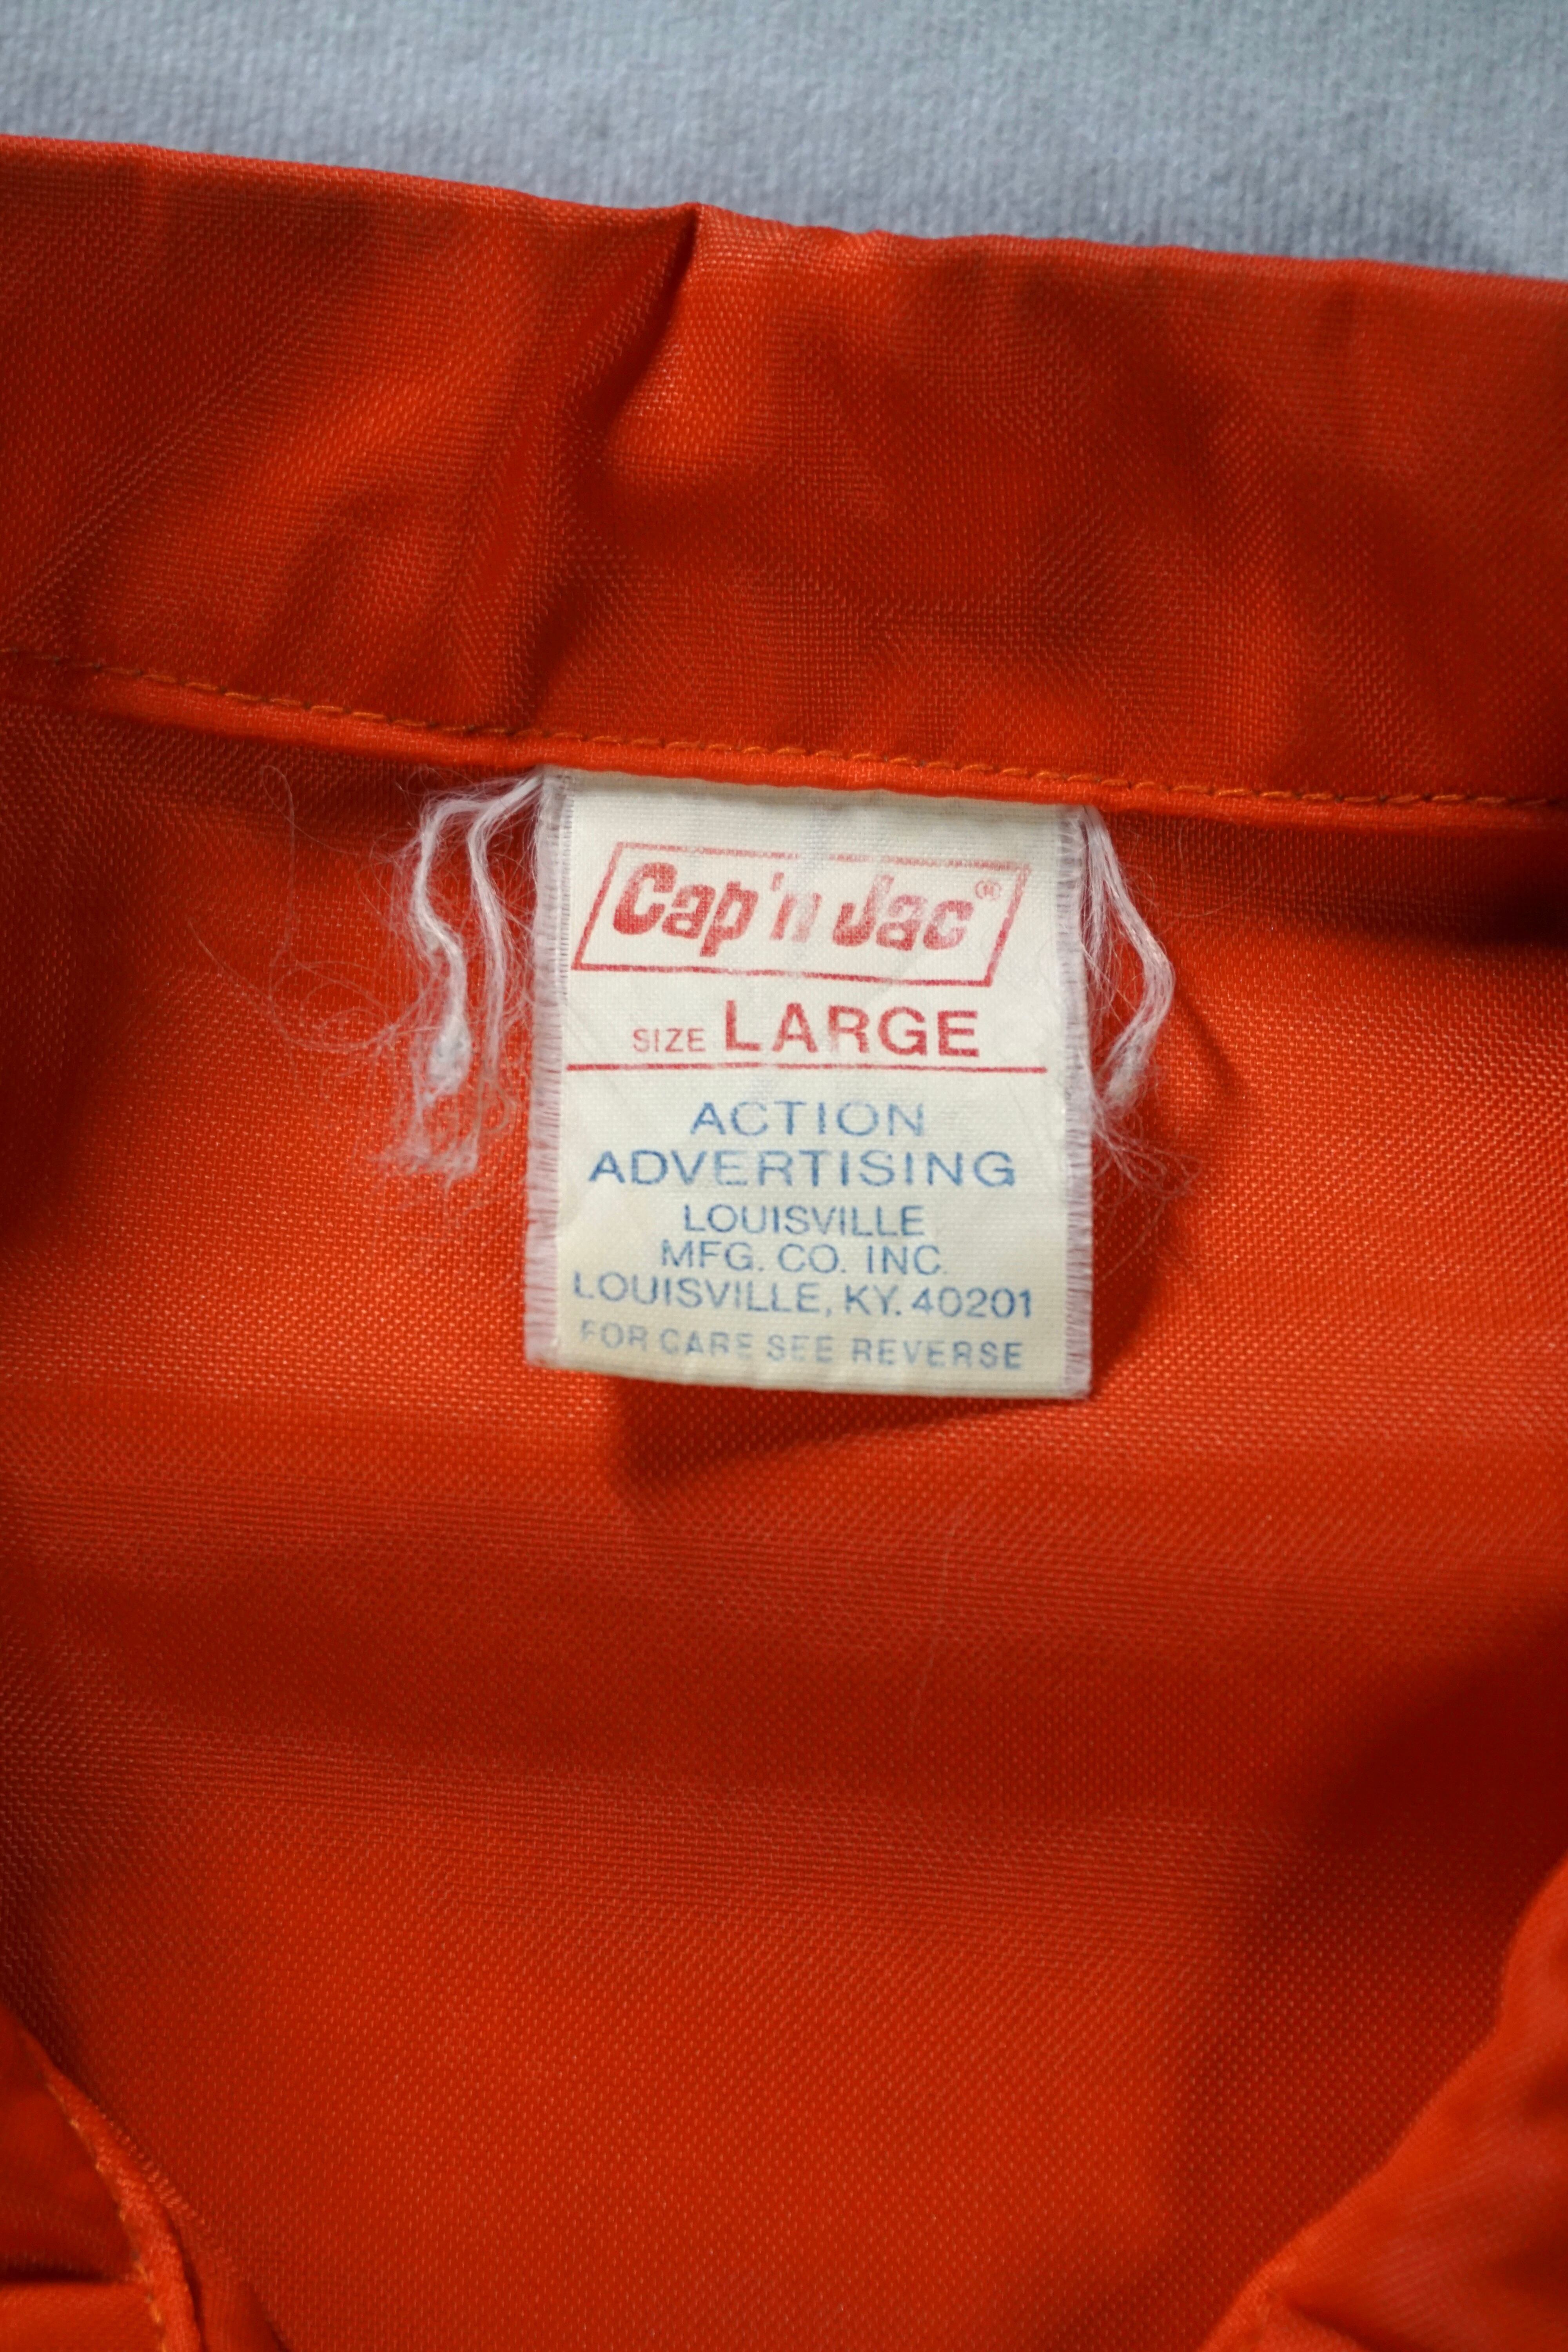 Cap'n Jac®
SIZE LARGE
ACTION
ADVERTISING
LOUISVILLE
MFG. CO. INC.
LOUISVILLE, KY. 40201
FOR CARE SEE REVERSE